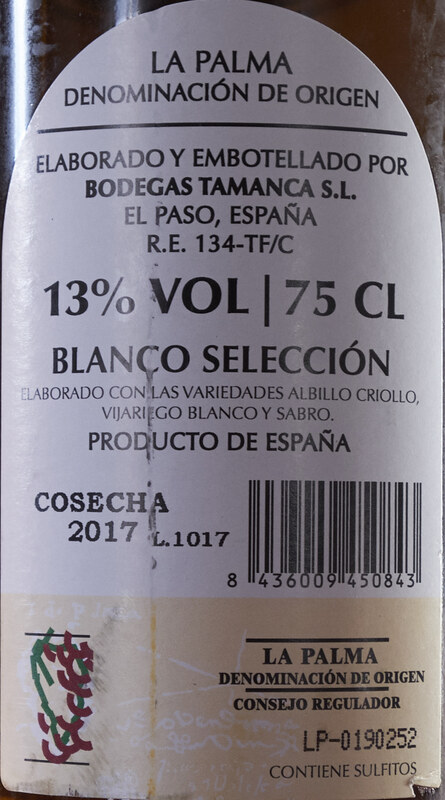 LA PALMA
DENOMINACIÓN DE ORIGEN
ELABORADO Y EMBOTELLADO POR
BODEGAS TAMANCA S.L.
EL PASO, ESPAÑA
R.E. 134-TF/C
13% VOL | 75 CL
BLANCO SELECCIÓN
ELABORADO CON LAS VARIEDADES ALBILLO CRIOLLO,
VIJARIEGO BLANCO Y SABRO.
PRODUCTO DE ESPAÑA
COSECHA
2017 L.1017
8 436009 450843
LA PALMA
DENOMINACIÓN DE ORIGEN
CONSEJO REGULADOR
LP-0190252
CONTIENE SULFITOS